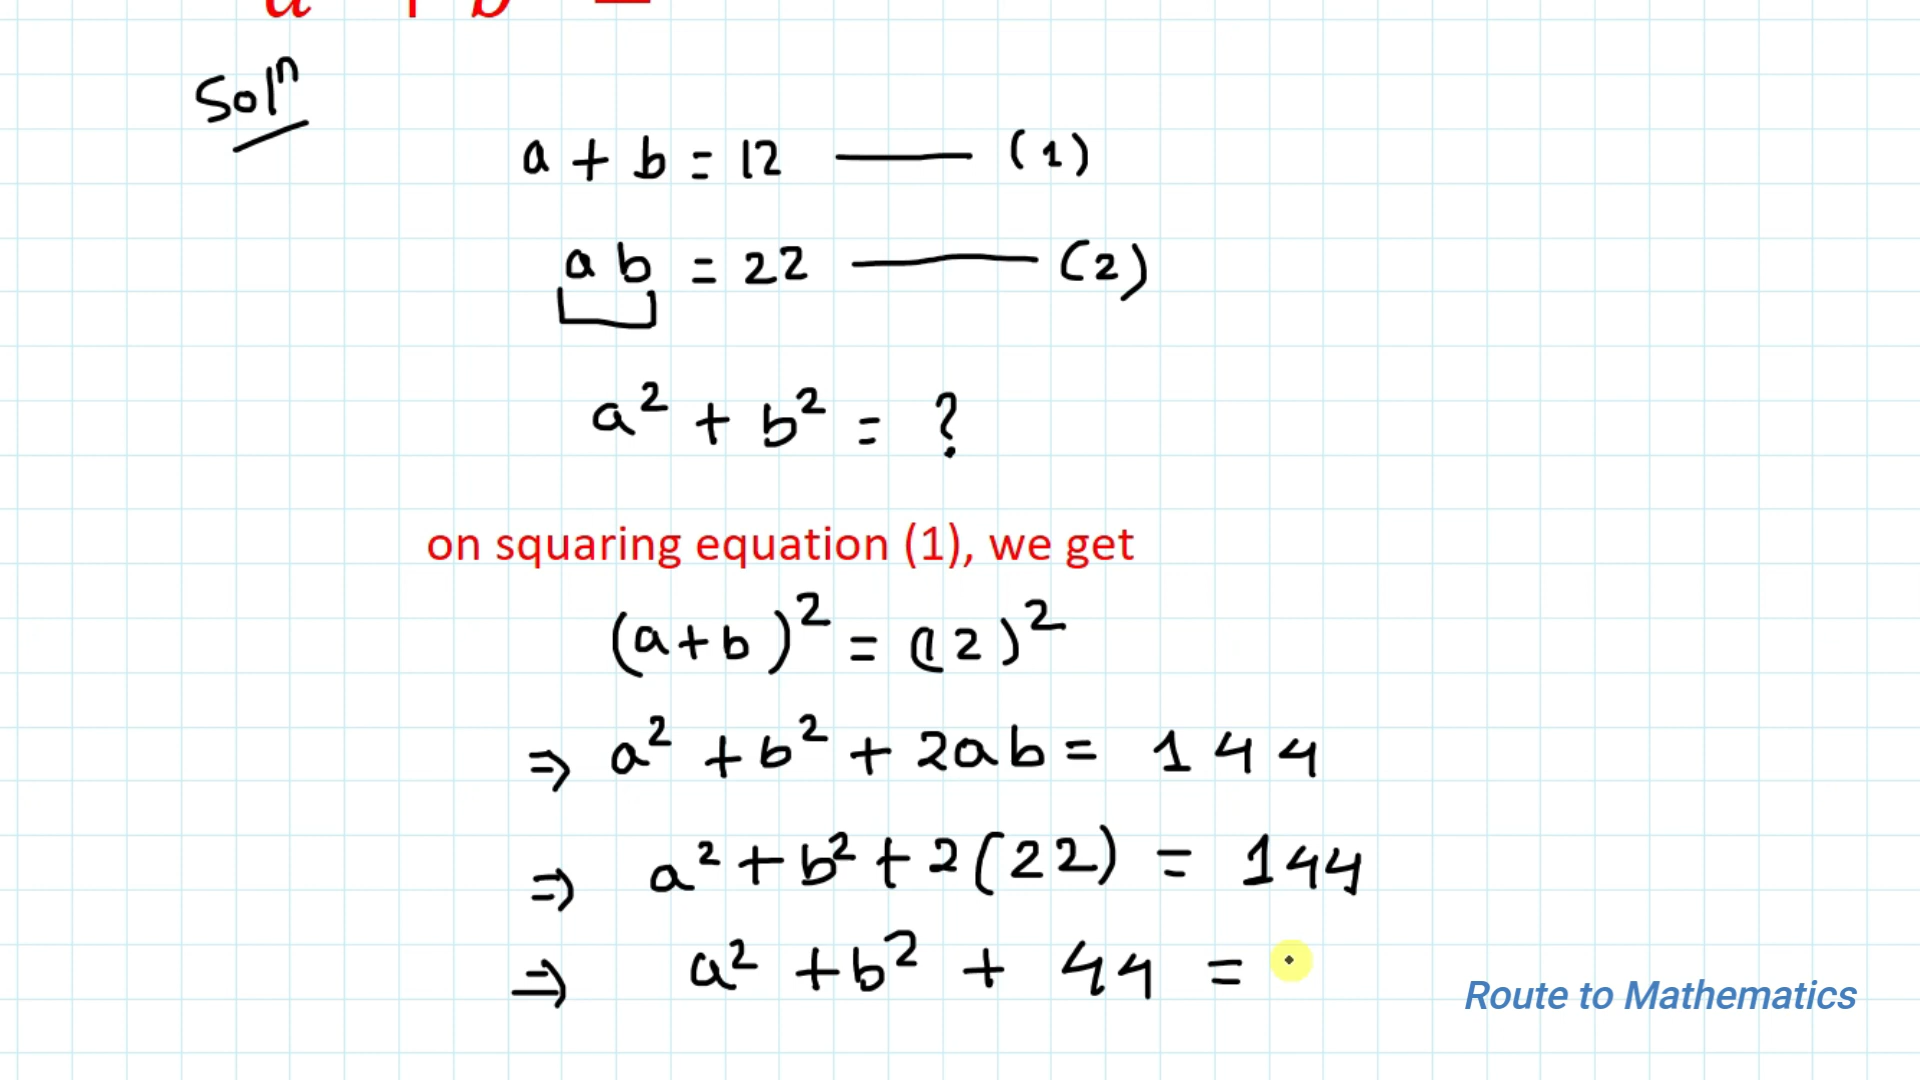 Solⁿ
a + b = 12 —— (1)
ab = 22 —— (2)
a² + b² = ?
on squaring equation (1), we get
(a+b)² = (12)²
⇒ a² + b² + 2ab = 144
⇒ a² + b² + 2(22) = 144
⇒ a² + b² + 44 =
Route to Mathematics